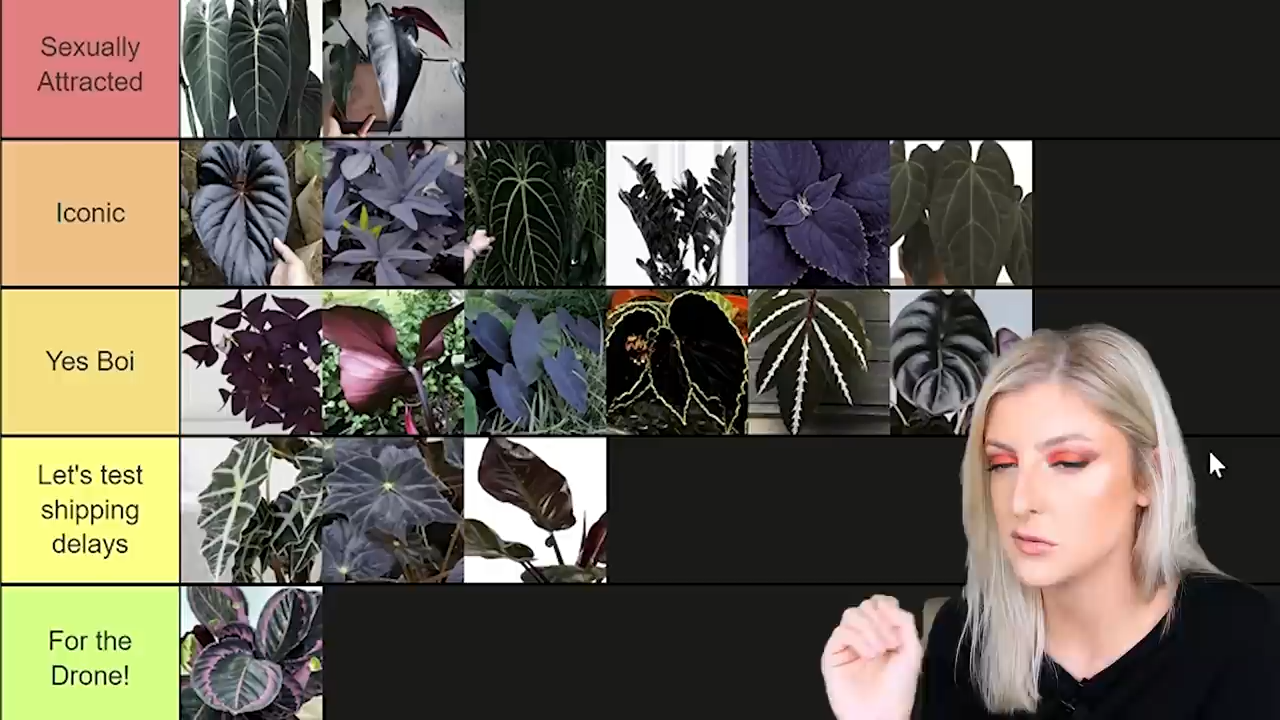 Sexually
Attracted
Iconic
Yes Boi
Let's test
shipping
delays
For the
Drone!